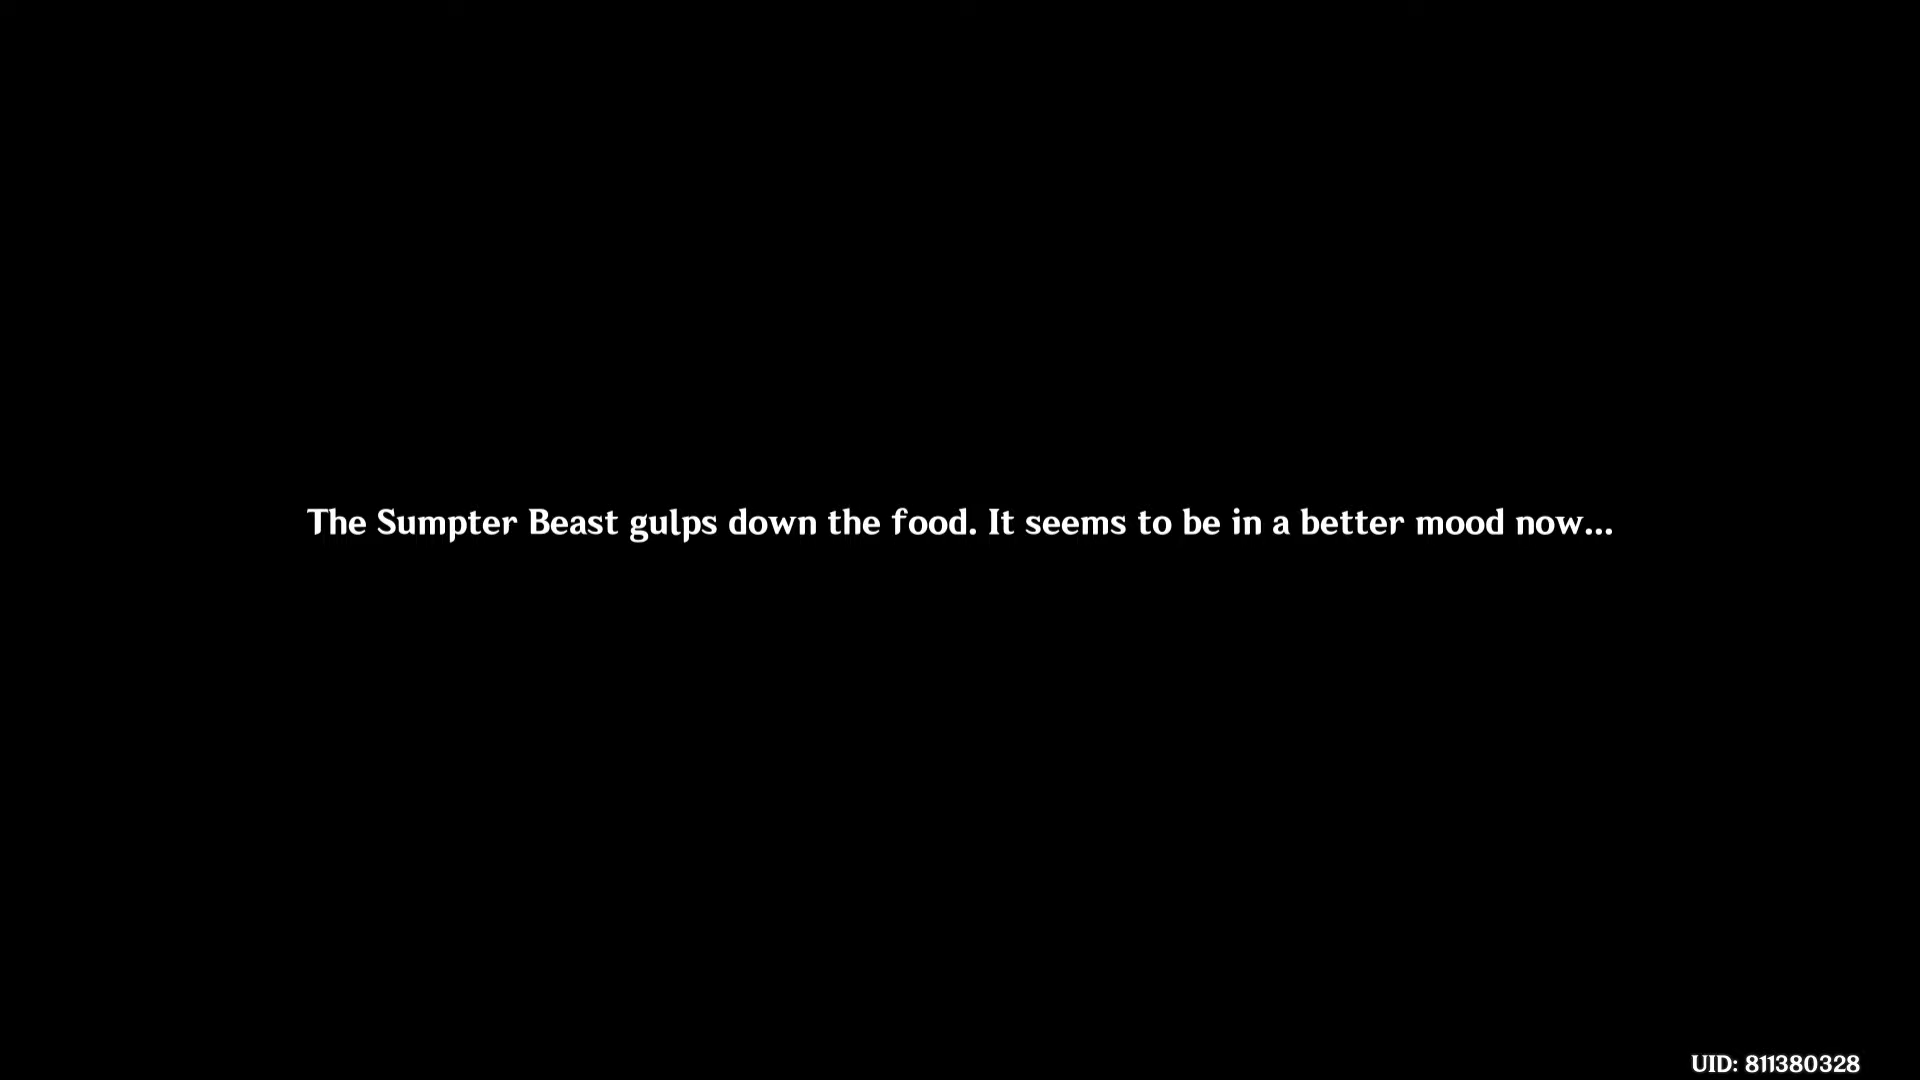 The Sumpter Beast gulps down the food. It seems to be in a better mood now...
UID: 811380328